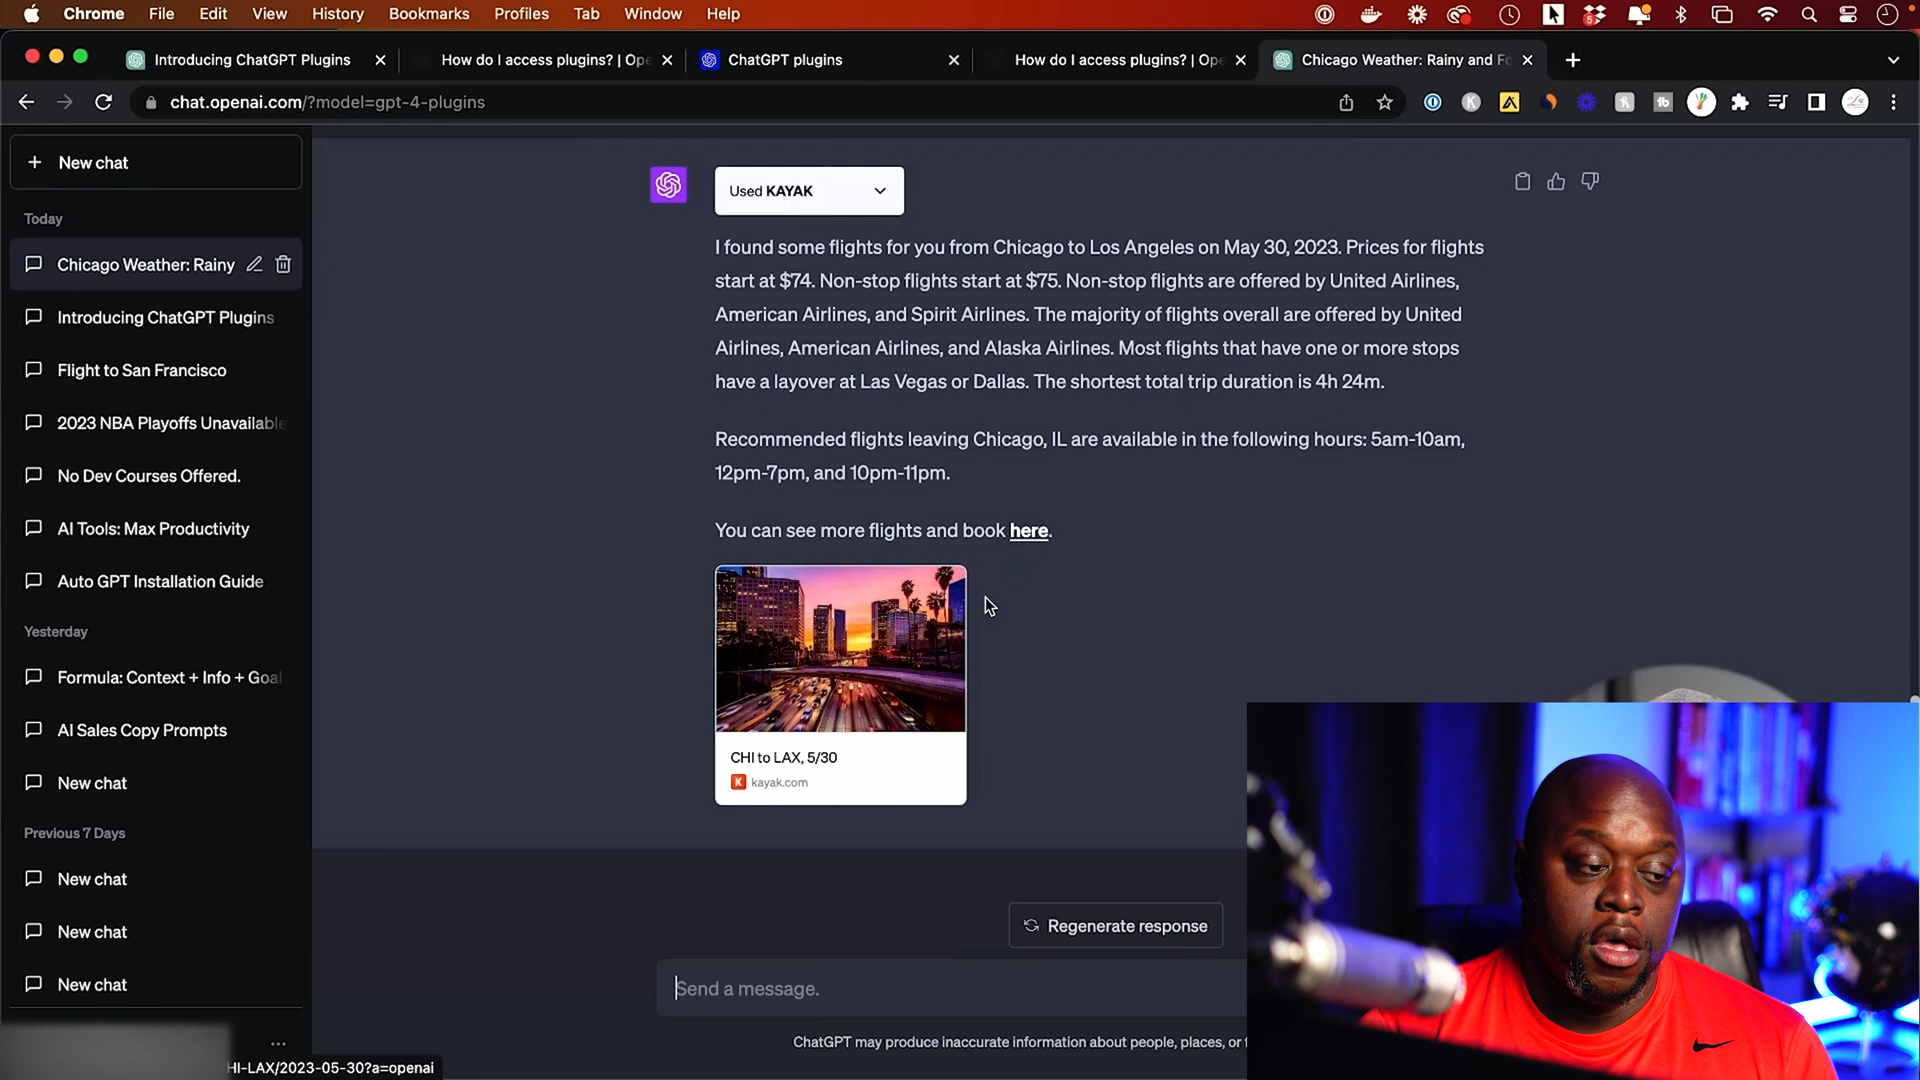 Chrome File Edit View History Bookmarks Profiles Tab Window Help
5
Introducing ChatGPT Plugins
How do I access plugins? | Ope
ChatGPT plugins
How do I access plugins? | Ope
Chicago Weather: Rainy and Fo
chat.openai.com/?model=gpt-4-plugins
New chat
Today
Chicago Weather: Rainy
Introducing ChatGPT Plugins
Flight to San Francisco
2023 NBA Playoffs Unavailable
No Dev Courses Offered.
AI Tools: Max Productivity
Auto GPT Installation Guide
Yesterday
Formula: Context + Info + Goal
AI Sales Copy Prompts
New chat
Previous 7 Days
New chat
New chat
New chat
HI-LAX/2023-05-30?a=openai
Used KAYAK
I found some flights for you from Chicago to Los Angeles on May 30, 2023. Prices for flights
start at $74. Non-stop flights start at $75. Non-stop flights are offered by United Airlines,
American Airlines, and Spirit Airlines. The majority of flights overall are offered by United
Airlines, American Airlines, and Alaska Airlines. Most flights that have one or more stops
have a layover at Las Vegas or Dallas. The shortest total trip duration is 4h 24m.
Recommended flights leaving Chicago, IL are available in the following hours: 5am-10am,
12pm-7pm, and 10pm-11pm.
You can see more flights and book here.
CHI to LAX, 5/30
K kayak.com
Regenerate response
Send a message.
ChatGPT may produce inaccurate information about people, places, or f